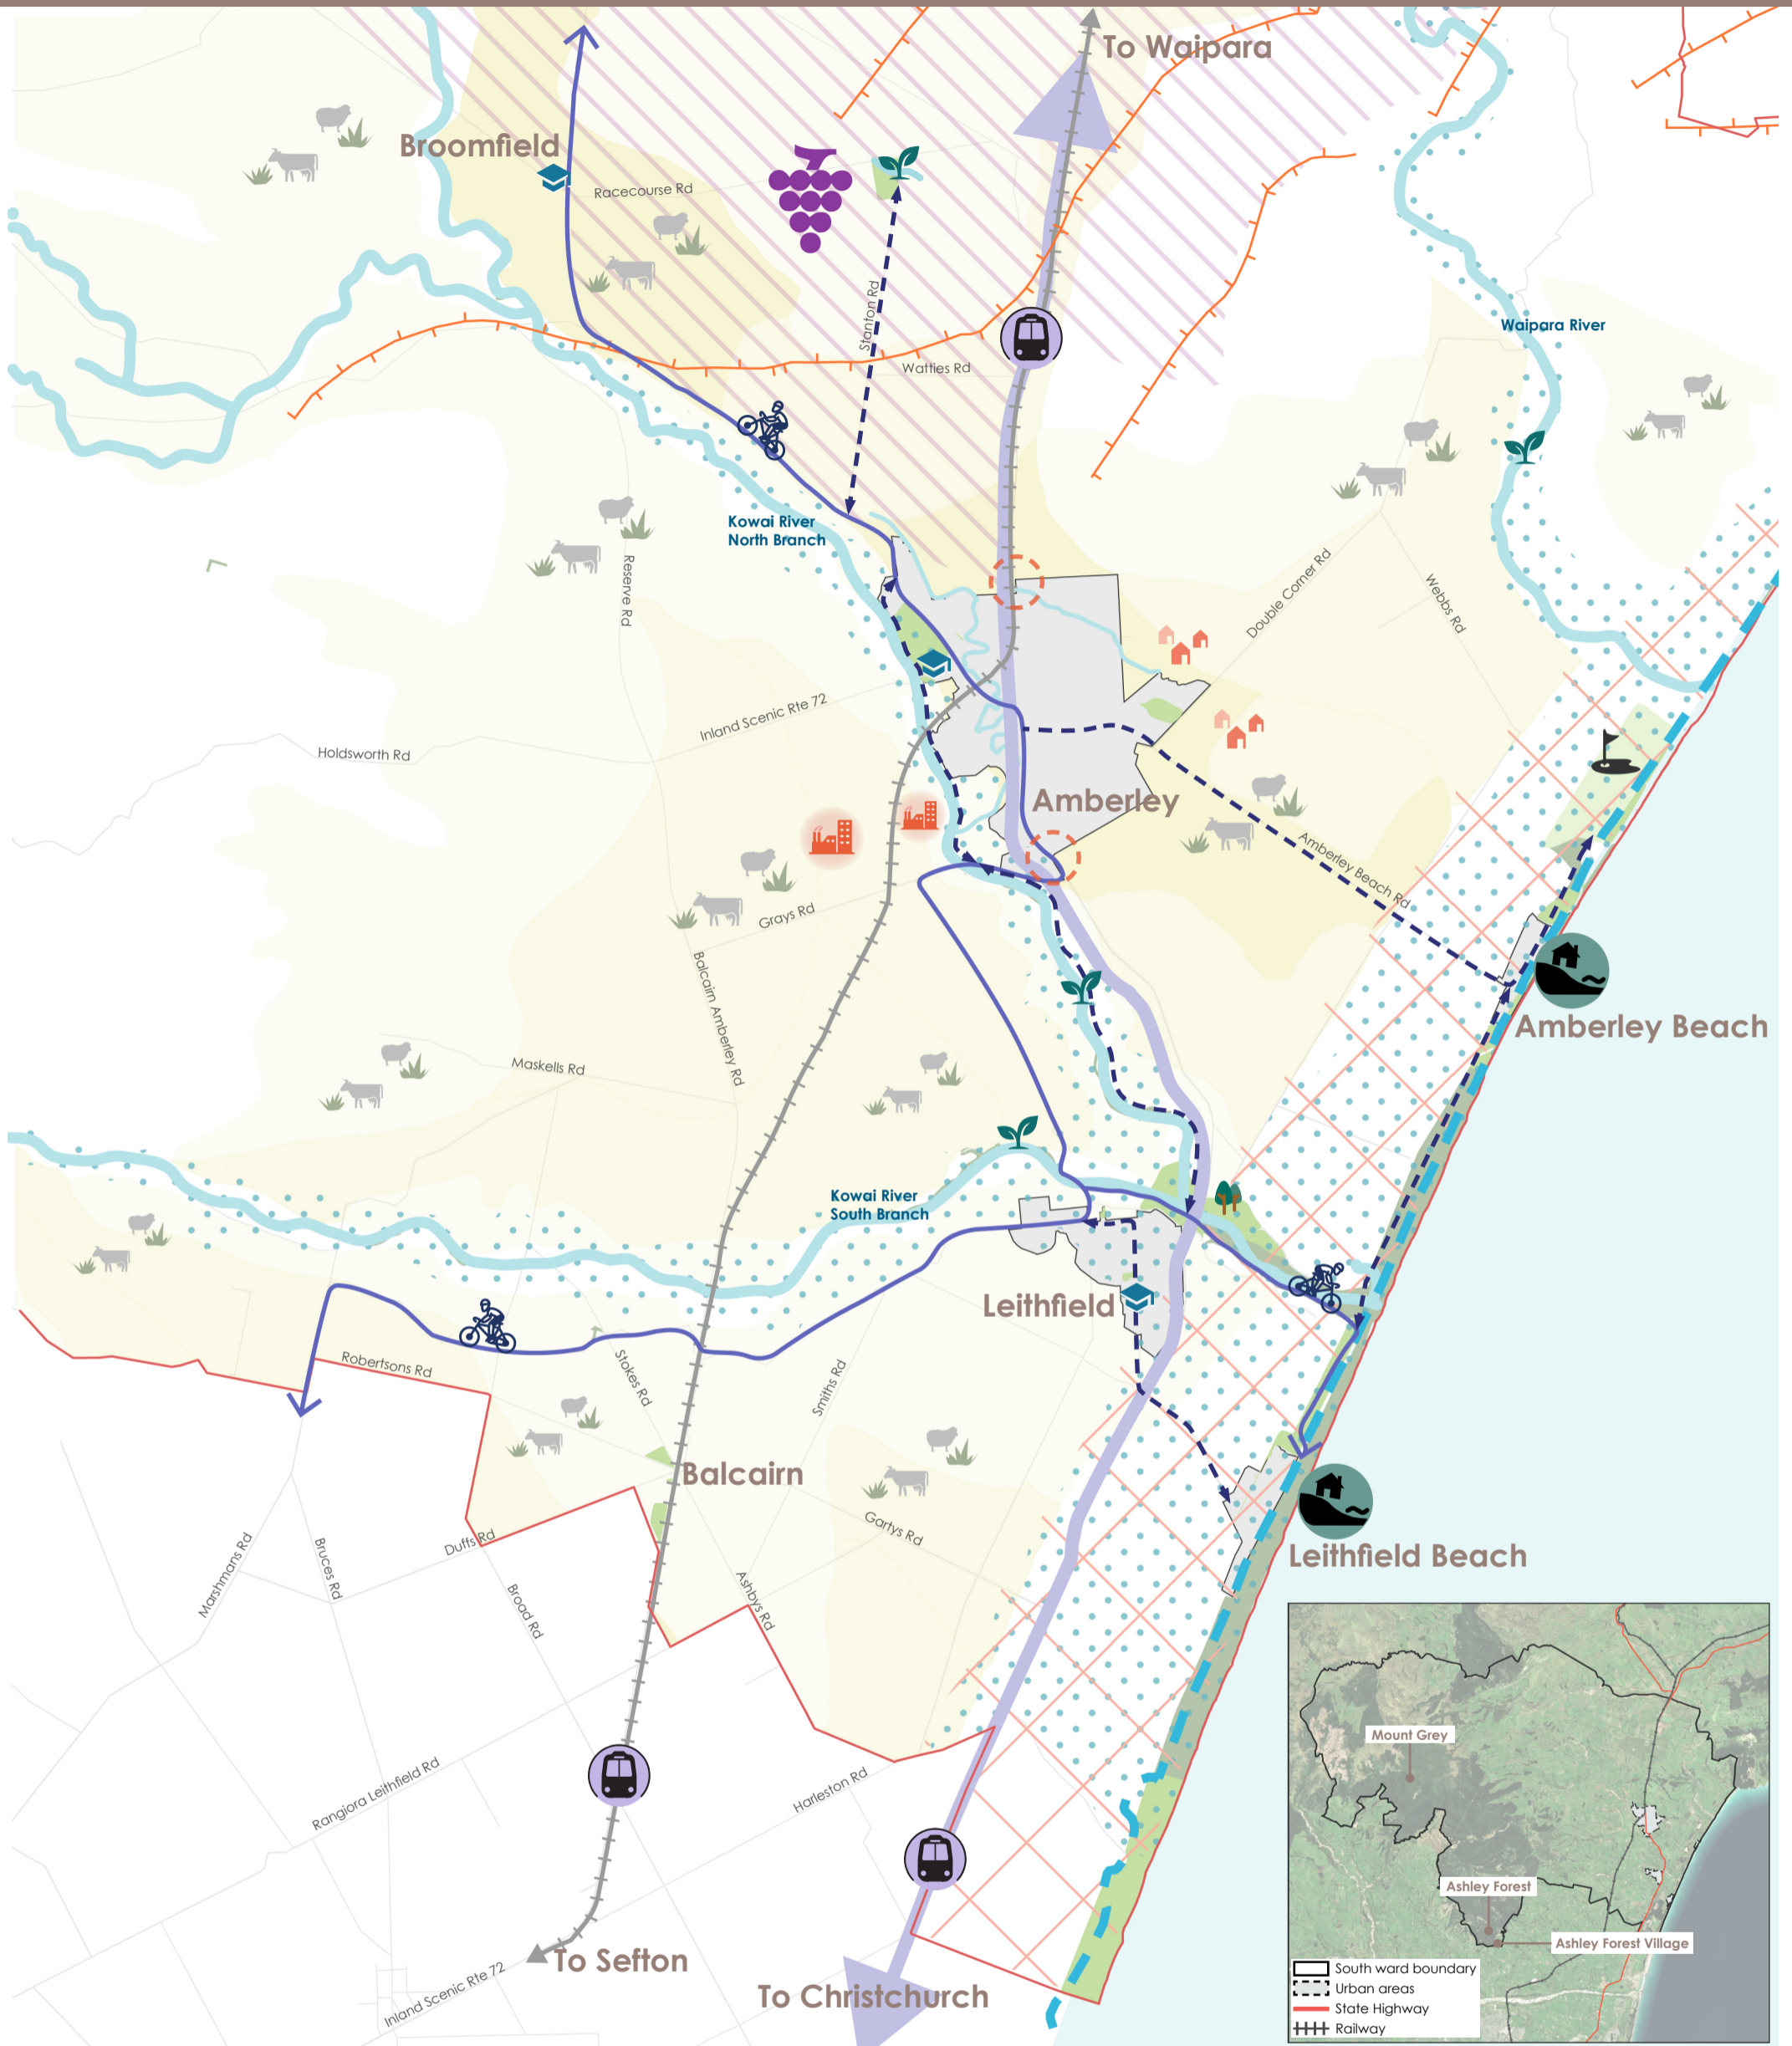 To Waipara
Broomfield
Racecourse Rd
Stanton Rd
Waipara River
Watties Rd
Kowai River
North Branch
Reserve Rd
Double Corner Rd
Webbs Rd
Inland Scenic Rte 72
Holdsworth Rd
Amberley
Amberley Beach Rd
Grays Rd
Balcairn Amberley Rd
Amberley Beach
Maskells Rd
Kowai River
South Branch
Leithfield
Robertsons Rd
Stokes Rd
Smiths Rd
Balcairn
Gartys Rd
Leithfield Beach
Marshmans Rd
Bruces Rd
Duffs Rd
Broad Rd
Ashbys Rd
Rangiora Leithfield Rd
Harleston Rd
To Sefton
Inland Scenic Rte 72
To Christchurch
Mount Grey
Ashley Forest
Ashley Forest Village
South ward boundary
Urban areas
State Highway
Railway